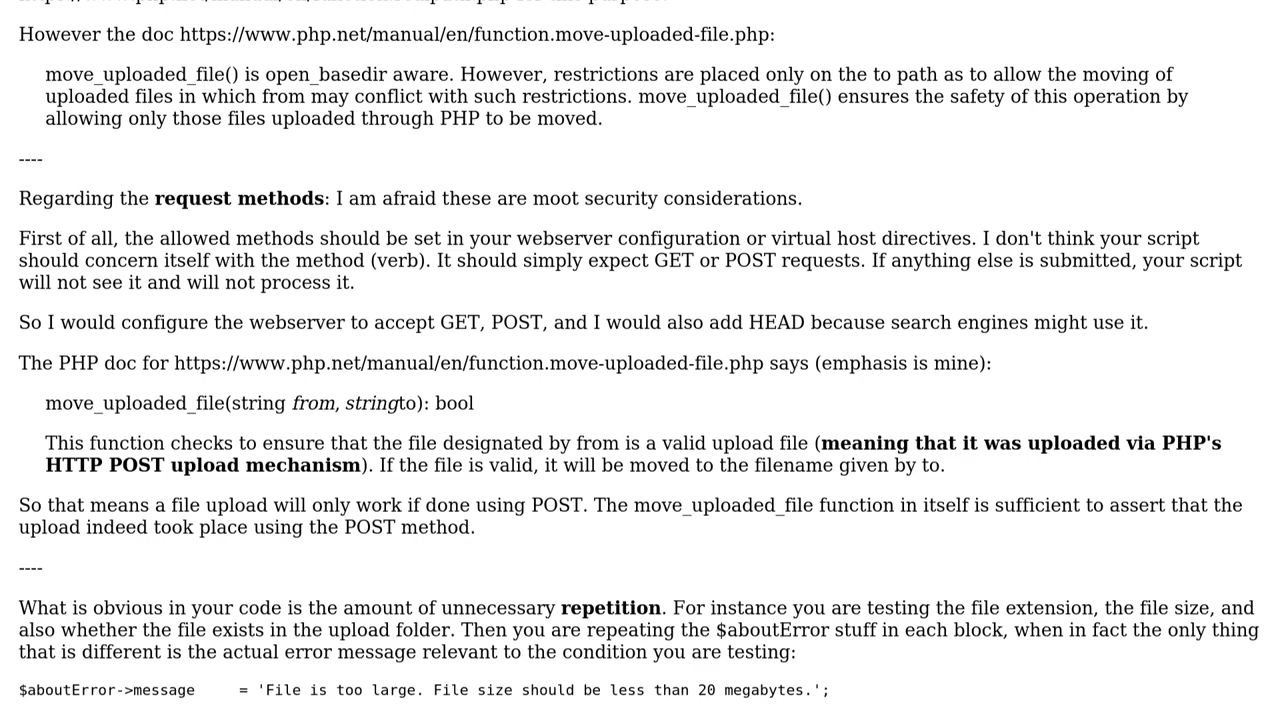 However the doc https://www.php.net/manual/en/function.move-uploaded-file.php:
move_uploaded_file() is open_basedir aware. However, restrictions are placed only on the to path as to allow the moving of
uploaded files in which from may conflict with such restrictions. move_uploaded_file() ensures the safety of this operation by
allowing only those files uploaded through PHP to be moved.
----
Regarding the request methods: I am afraid these are moot security considerations.
First of all, the allowed methods should be set in your webserver configuration or virtual host directives. I don't think your script
should concern itself with the method (verb). It should simply expect GET or POST requests. If anything else is submitted, your script
will not see it and will not process it.
So I would configure the webserver to accept GET, POST, and I would also add HEAD because search engines might use it.
The PHP doc for https://www.php.net/manual/en/function.move-uploaded-file.php says (emphasis is mine):
move_uploaded_file(string from, stringto): bool
This function checks to ensure that the file designated by from is a valid upload file (meaning that it was uploaded via PHP's
HTTP POST upload mechanism). If the file is valid, it will be moved to the filename given by to.
So that means a file upload will only work if done using POST. The move_uploaded_file function in itself is sufficient to assert that the
upload indeed took place using the POST method.
----
What is obvious in your code is the amount of unnecessary repetition. For instance you are testing the file extension, the file size, and
also whether the file exists in the upload folder. Then you are repeating the $aboutError stuff in each block, when in fact the only thing
that is different is the actual error message relevant to the condition you are testing:
$aboutError->message     = 'File is too large. File size should be less than 20 megabytes.';